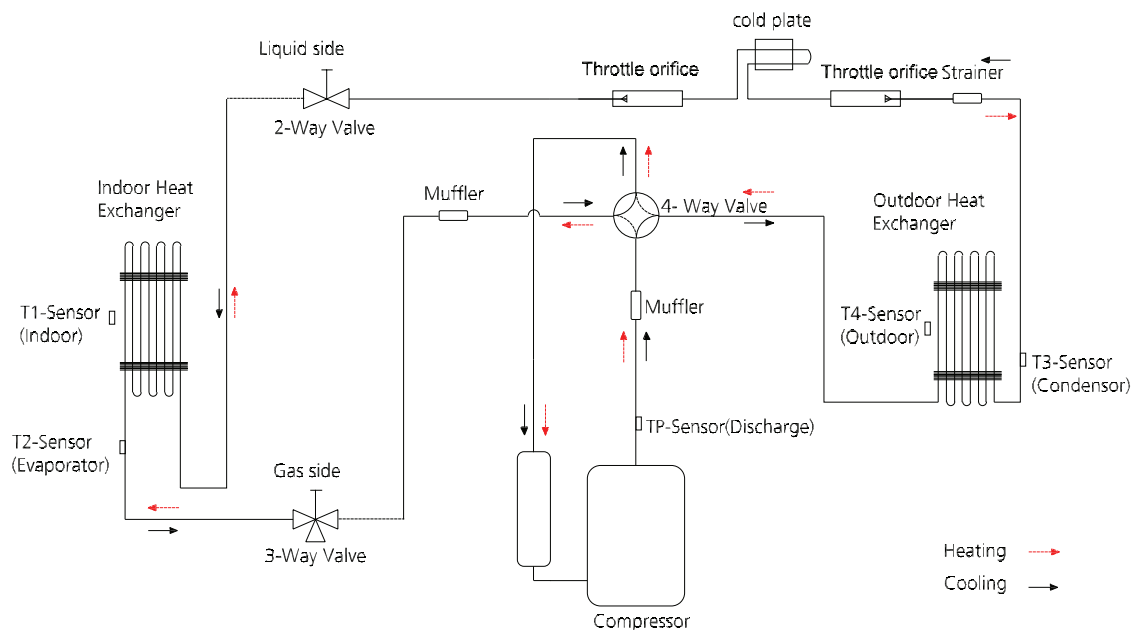 cold plate
Liquid side
Throttle orifice
Throttle orifice
Strainer
2-Way Valve
Indoor Heat
Exchanger
Muffler
4- Way Valve
Outdoor Heat
Exchanger
T1-Sensor
(Indoor)
Muffler
T4-Sensor
(Outdoor)
T3-Sensor
(Condensor)
TP-Sensor(Discharge)
T2-Sensor
(Evaporator)
Gas side
3-Way Valve
Heating
Cooling
Compressor